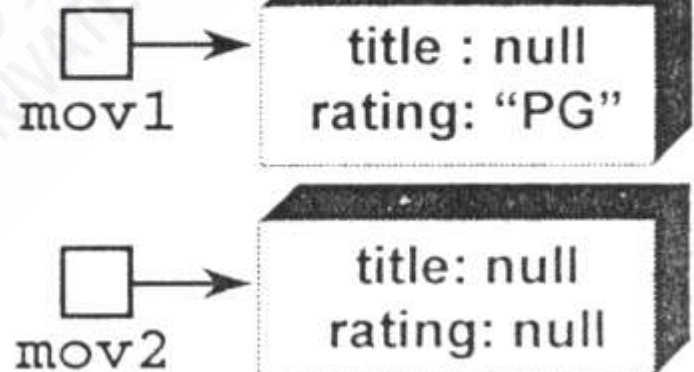 title : null
rating: “PG”
mov1
title: null
rating: null
mov2